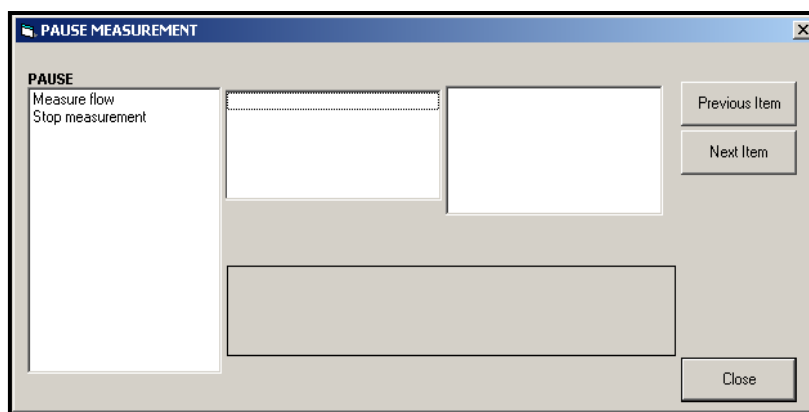 PAUSE MEASUREMENT
PAUSE
Measure flow
Stop measurement
Previous Item
Next Item
Close